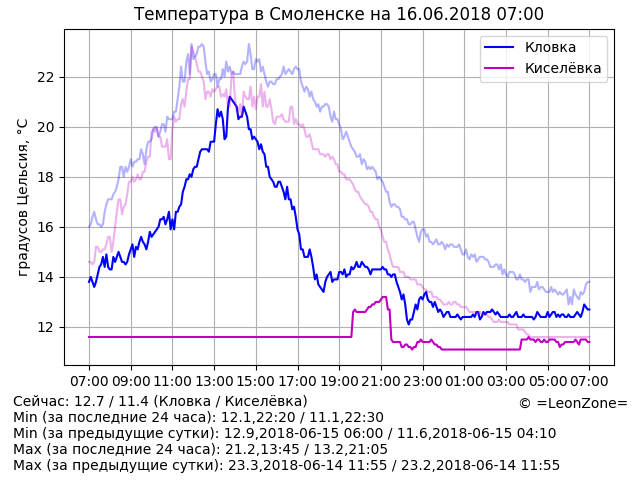 Температура в Смоленске на 16.06.2018 07:00
Кловка
Киселёвка
градусов Цельсия, °C
22
20
18
16
14
12
07:00 09:00 11:00 13:00 15:00 17:00 19:00 21:00 23:00 01:00 03:00 05:00 07:00
Сейчас: 12.7 / 11.4 (Кловка / Киселёвка)
© =LeonZone=
Min (за последние 24 часа): 12.1,22:20 / 11.1,22:30
Min (за предыдущие сутки): 12.9,2018-06-15 06:00 / 11.6,2018-06-15 04:10
Max (за последние 24 часа): 21.2,13:45 / 13.2,21:05
Max (за предыдущие сутки): 23.3,2018-06-14 11:55 / 23.2,2018-06-14 11:55